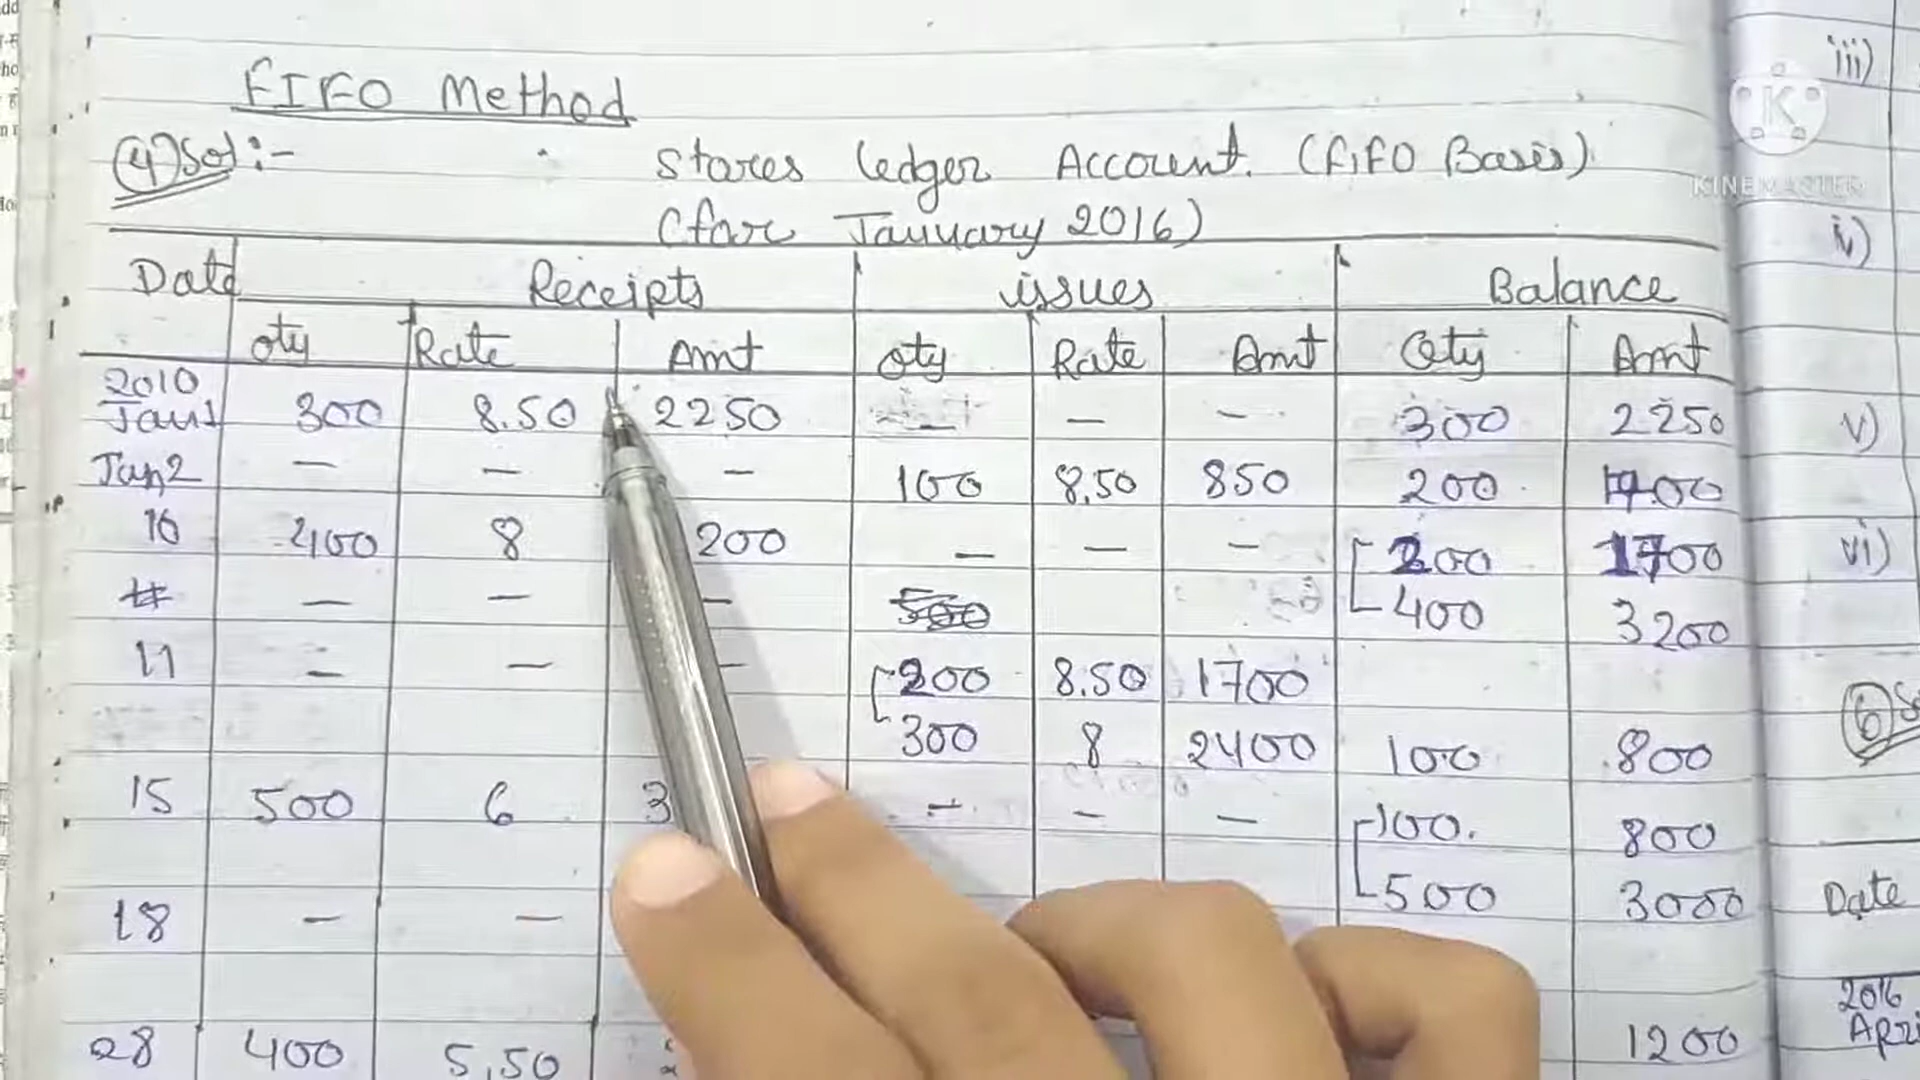 FIFO Method
(4) Sol:-
Stores Ledger Account. (FIFO Basis)
(for January 2016)
KINEMASTER
Date Receipts issues Balance
Qty Rate Amt Qty Rate Amt Qty Amt
2010
Jan 1 300 8.50 2250 — — — 300 2250
Jan 2 — — — 100 8.50 850 200 1700
10 400 8 200 — — — 200 1700
400 3200
— — —
11 — — — 200 8.50 1700
300 8 2400 100 800
15 500 6 3 — — — 100. 800
500 3000
18 — —
1200
28 400 5.50
iii)
iv)
v)
vi)
(6)
Date
2016